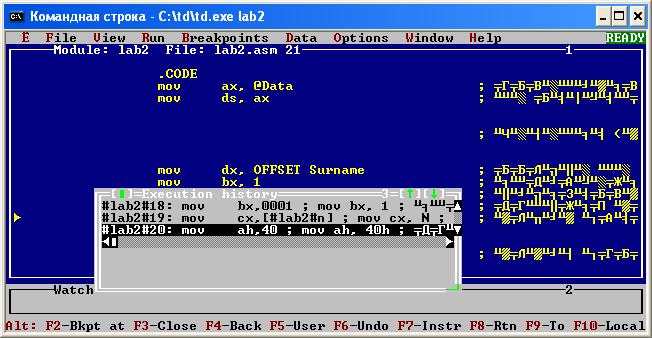 Командная строка - C:\td\td.exe lab2
File View Run Breakpoints Data Options Window Help READY
Module: lab2 File: lab2.asm 21 1
.CODE
mov ax, @Data ;
mov ds, ax ;
;
mov dx, OFFSET Surname ;
mov bx, 1 ;
Execution history 3
#lab2#18: mov bx,0001 ; mov bx, 1 ;
#lab2#19: mov cx,[#lab2#n] ; mov cx, N ;
#lab2#20: mov ah,40 ; mov ah, 40h ;
Watch 2
Alt: F2-Bkpt at F3-Close F4-Back F5-User F6-Undo F7-Instr F8-Rtn F9-To F10-Local